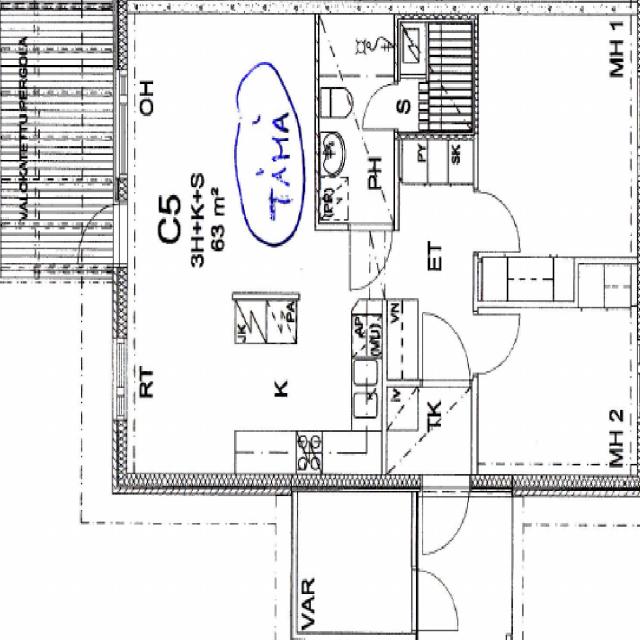 VALOKATETTU PERGOLA
OH
C5
3H+K+S
63 m²
TÄMÄ
PH
(PR)
S
PY
SK
MH 1
ET
RT
K
JK
PA
AP
(MU)
VN
IV
TK
MH 2
VAR